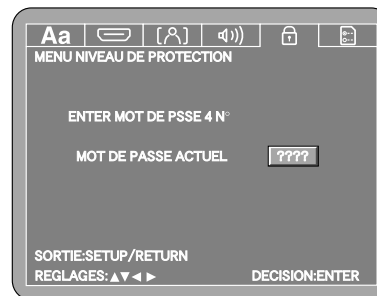 Aa
MENU NIVEAU DE PROTECTION
ENTER MOT DE PSSE 4 N°
MOT DE PASSE ACTUEL ????
SORTIE:SETUP/RETURN
REGLAGES:▲▼◄ ► DECISION:ENTER